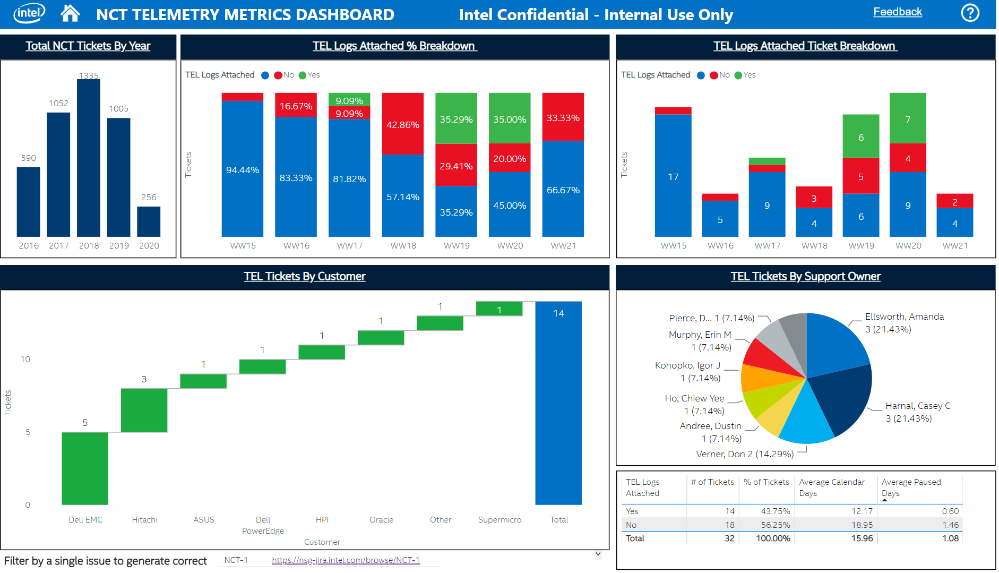 intel
NCT TELEMETRY METRICS DASHBOARD
Intel Confidential - Internal Use Only
Feedback
?
Total NCT Tickets By Year
1335
1052
1005
590
256
2016 2017 2018 2019 2020
TEL Logs Attached % Breakdown
TEL Logs Attached No Yes
16.67% 9.09%
9.09%
42.86% 35.29% 35.00% 33.33%
94.44% 83.33% 81.82% 29.41% 20.00%
57.14% 35.29% 45.00% 66.67%
Tickets
WW15 WW16 WW17 WW18 WW19 WW20 WW21
TEL Logs Attached Ticket Breakdown
TEL Logs Attached No Yes
7
6
4
17 5
3 2
5 9 4 6 9 4
Tickets
WW15 WW16 WW17 WW18 WW19 WW20 WW21
TEL Tickets By Customer
14
1
1
1
1
1
1
3
5
10
5
0
Tickets
Dell EMC Hitachi ASUS Dell PowerEdge HPI Oracle Other Supermicro Total
Customer
TEL Tickets By Support Owner
Pierce, D... 1 (7.14%)
Murphy, Erin M
1 (7.14%)
Konopko, Igor J
1 (7.14%)
Ho, Chiew Yee
1 (7.14%)
Andree, Dustin
1 (7.14%)
Verner, Don 2 (14.29%)
Ellsworth, Amanda
3 (21.43%)
Harnal, Casey C
3 (21.43%)
TEL Logs Attached # of Tickets % of Tickets Average Calendar Days Average Paused Days
Yes 14 43.75% 12.17 0.60
No 18 56.25% 18.95 1.46
Total 32 100.00% 15.96 1.08
Filter by a single issue to generate correct
NCT-1 https://nsg-jira.intel.com/browse/NCT-1